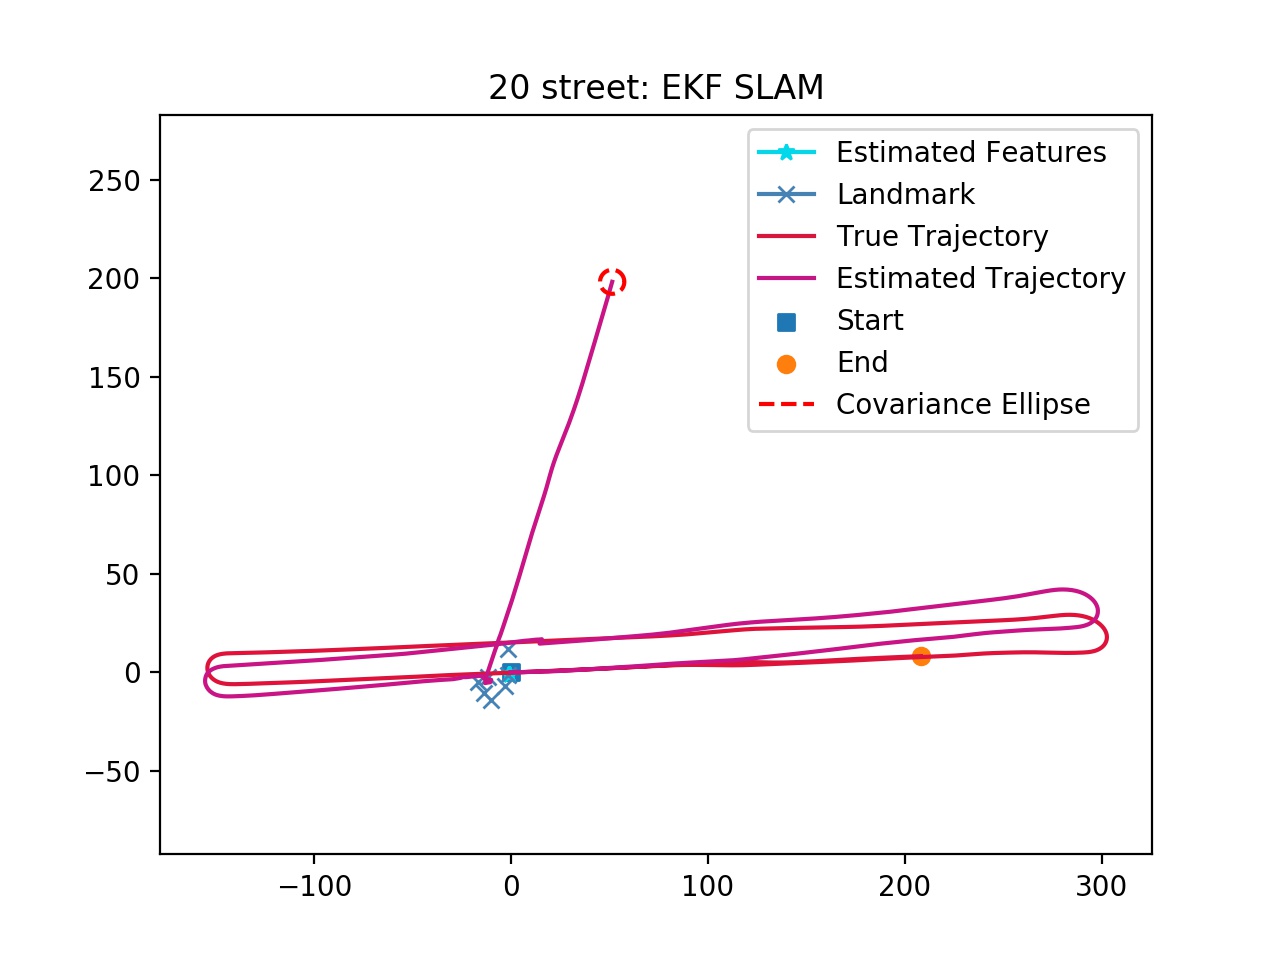 20 street: EKF SLAM
Estimated Features
Landmark
True Trajectory
Estimated Trajectory
Start
End
Covariance Ellipse
250
200
150
100
50
0
−50
−100 0 100 200 300